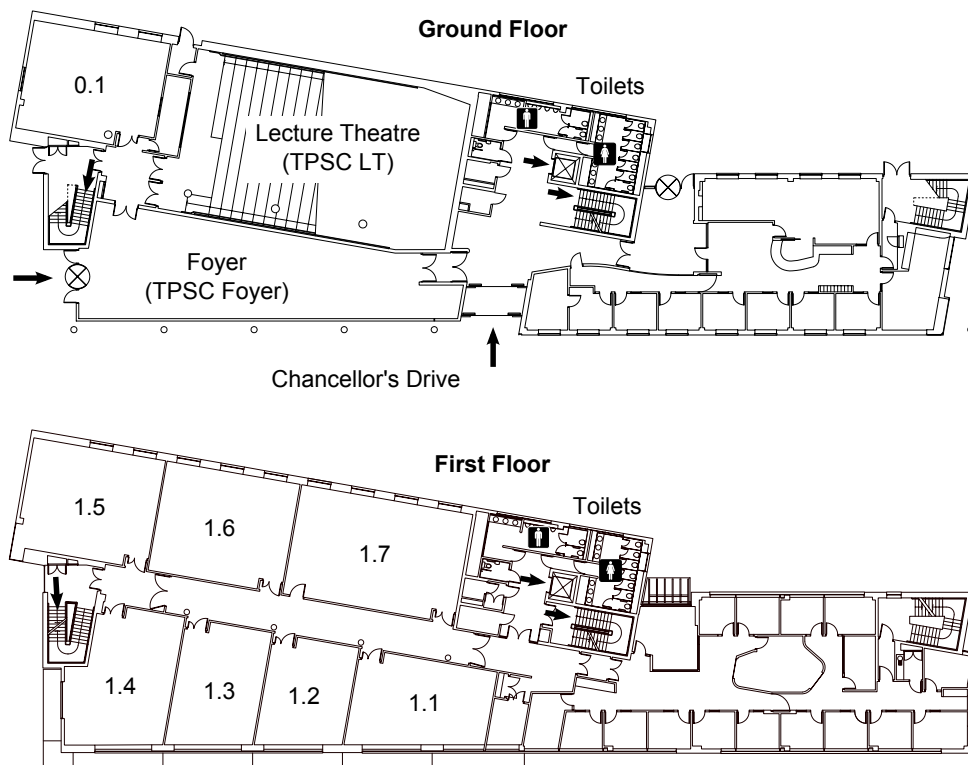 Ground Floor
Toilets
0.1
Lecture Theatre
(TPSC LT)
Foyer
(TPSC Foyer)
Chancellor's Drive
First Floor
Toilets
1.5
1.6
1.7
1.4
1.3
1.2
1.1